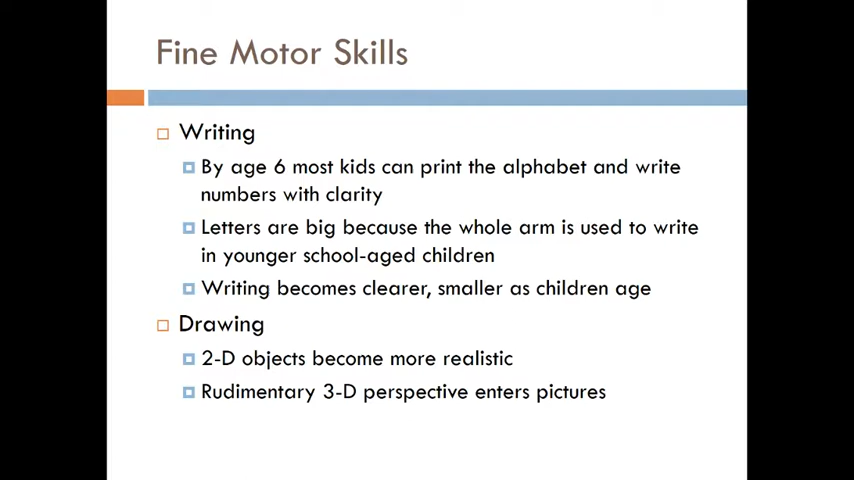 Fine Motor Skills
Writing
By age 6 most kids can print the alphabet and write
numbers with clarity
Letters are big because the whole arm is used to write
in younger school-aged children
Writing becomes clearer, smaller as children age
Drawing
2-D objects become more realistic
Rudimentary 3-D perspective enters pictures